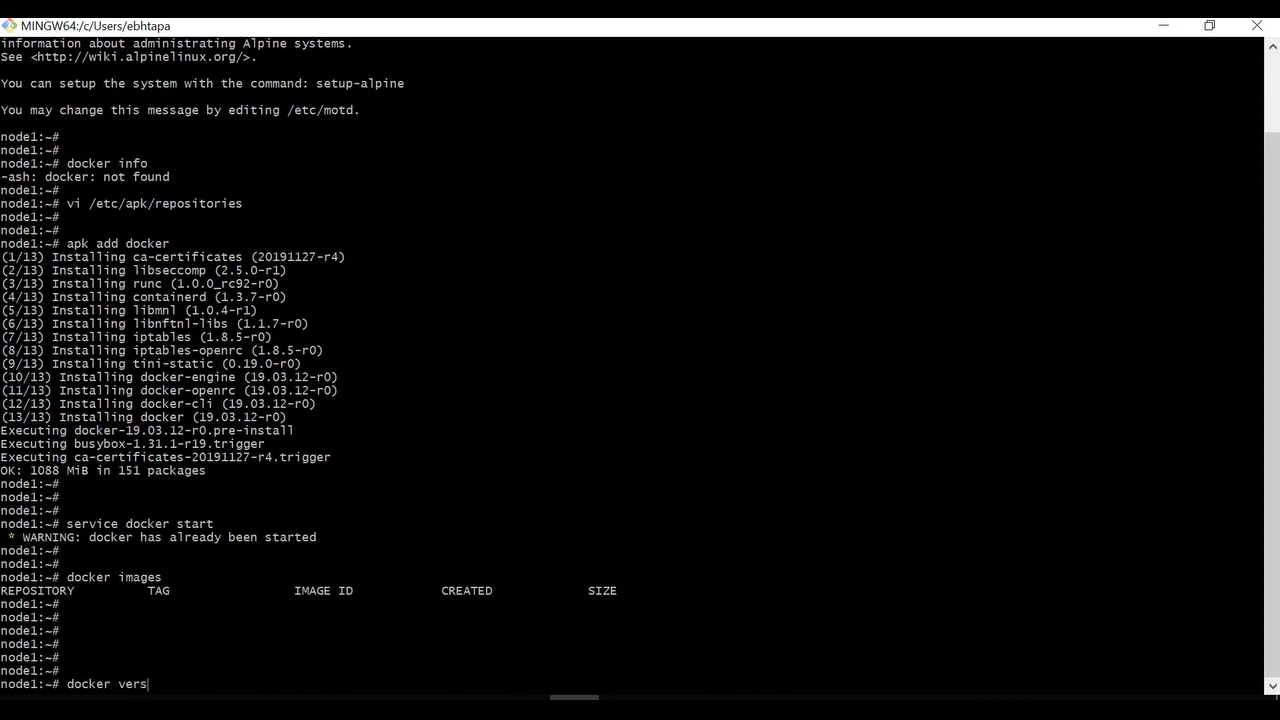 MINGW64:/c/Users/ebhtapa
information about administrating Alpine systems.
See <http://wiki.alpinelinux.org/>.
You can setup the system with the command: setup-alpine
You may change this message by editing /etc/motd.
node1:~#
node1:~#
node1:~# docker info
-ash: docker: not found
node1:~#
node1:~# vi /etc/apk/repositories
node1:~#
node1:~#
node1:~# apk add docker
(1/13) Installing ca-certificates (20191127-r4)
(2/13) Installing libseccomp (2.5.0-r1)
(3/13) Installing runc (1.0.0_rc92-r0)
(4/13) Installing containerd (1.3.7-r0)
(5/13) Installing libmnl (1.0.4-r1)
(6/13) Installing libnftnl-libs (1.1.7-r0)
(7/13) Installing iptables (1.8.5-r0)
(8/13) Installing iptables-openrc (1.8.5-r0)
(9/13) Installing tini-static (0.19.0-r0)
(10/13) Installing docker-engine (19.03.12-r0)
(11/13) Installing docker-openrc (19.03.12-r0)
(12/13) Installing docker-cli (19.03.12-r0)
(13/13) Installing docker (19.03.12-r0)
Executing docker-19.03.12-r0.pre-install
Executing busybox-1.31.1-r19.trigger
Executing ca-certificates-20191127-r4.trigger
OK: 1088 MiB in 151 packages
node1:~#
node1:~#
node1:~#
node1:~# service docker start
* WARNING: docker has already been started
node1:~#
node1:~#
node1:~# docker images
REPOSITORY TAG IMAGE ID CREATED SIZE
node1:~#
node1:~#
node1:~#
node1:~#
node1:~#
node1:~#
node1:~# docker vers